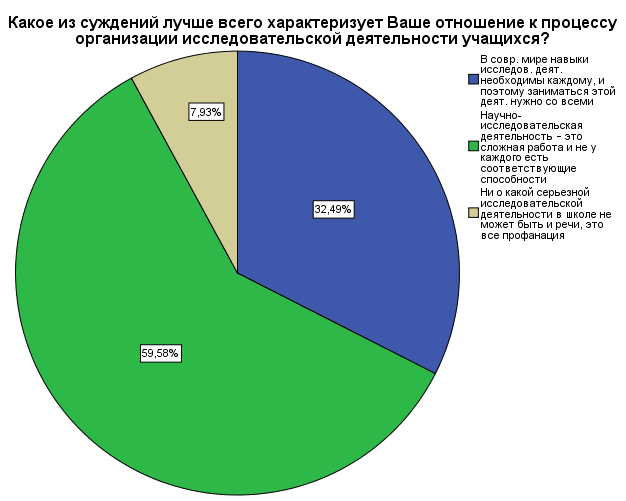 Какое из суждений лучше всего характеризует Ваше отношение к процессу
организации исследовательской деятельности учащихся?
В совр. мире навыки
исследов. деят.
необходимы каждому, и
поэтому заниматься этой
деят. нужно со всеми
Научно-
исследовательская
деятельность – это
сложная работа и не у
каждого есть
соответствующие
способности
Ни о какой серьезной
исследовательской
деятельности в школе не
может быть и речи, это
все профанация
7,93%
32,49%
59,58%